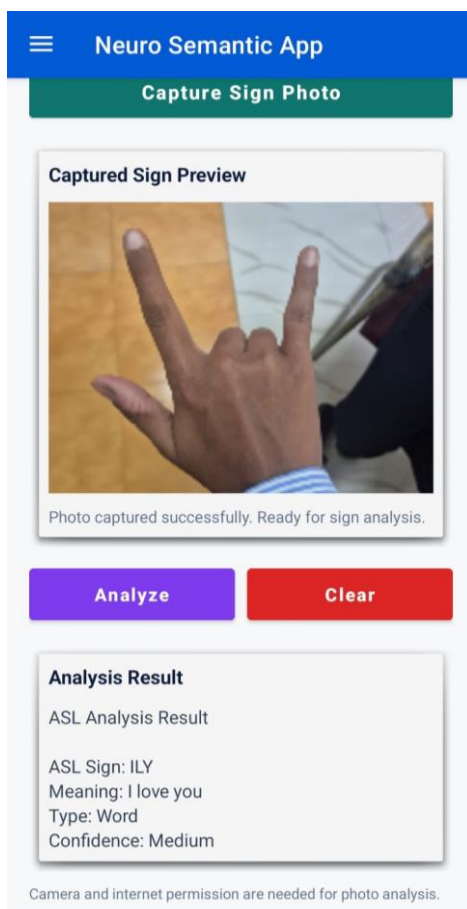 Neuro Semantic App
Capture Sign Photo
Captured Sign Preview
Photo captured successfully. Ready for sign analysis.
Analyze
Clear
Analysis Result
ASL Analysis Result
ASL Sign: ILY
Meaning: I love you
Type: Word
Confidence: Medium
Camera and internet permission are needed for photo analysis.